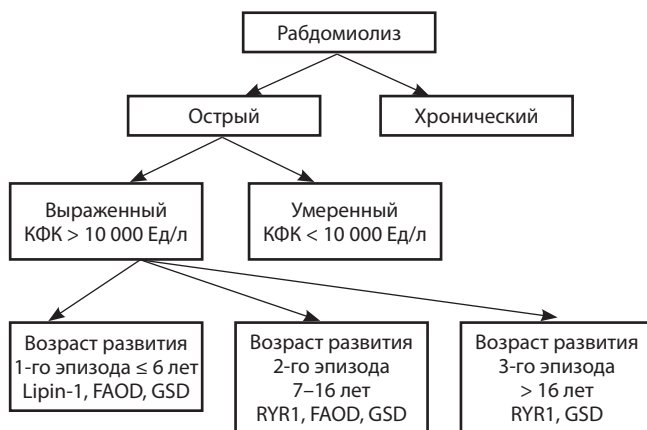 Рабдомиолиз
Острый
Хронический
Выраженный
КФК > 10 000 Ед/л
Умеренный
КФК < 10 000 Ед/л
Возраст развития
1-го эпизода ≤ 6 лет
Lipin-1, FAOD, GSD
Возраст развития
2-го эпизода
7–16 лет
RYR1, FAOD, GSD
Возраст развития
3-го эпизода
> 16 лет
RYR1, GSD